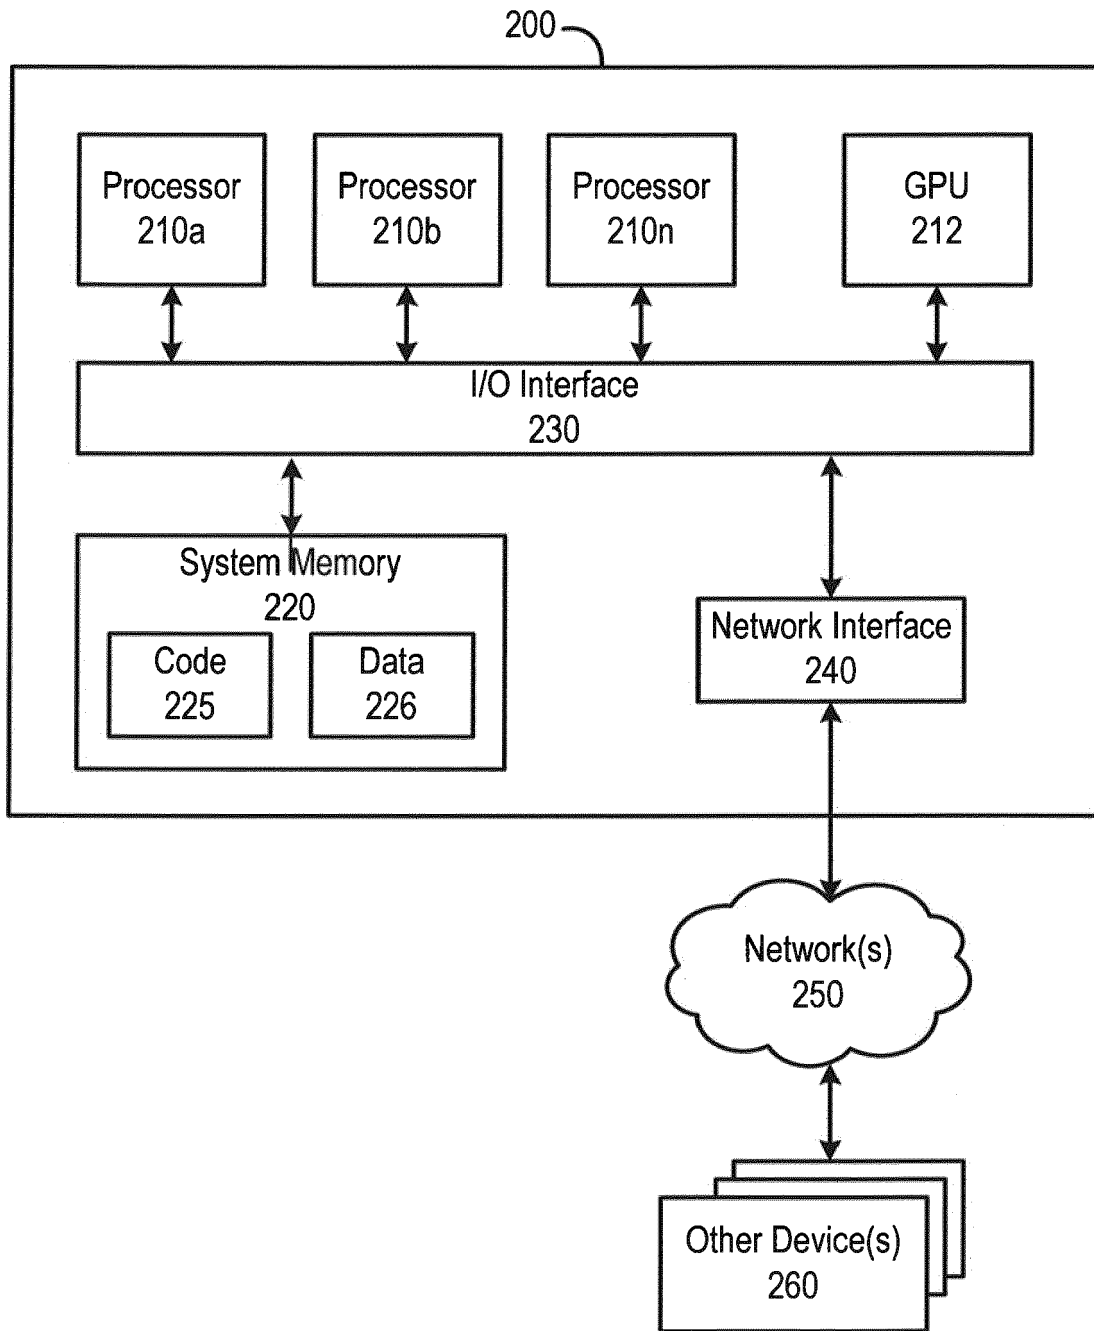 200
Processor
210a
Processor
210b
Processor
210n
GPU
212
I/O Interface
230
System Memory
220
Code
225
Data
226
Network Interface
240
Network(s)
250
Other Device(s)
260